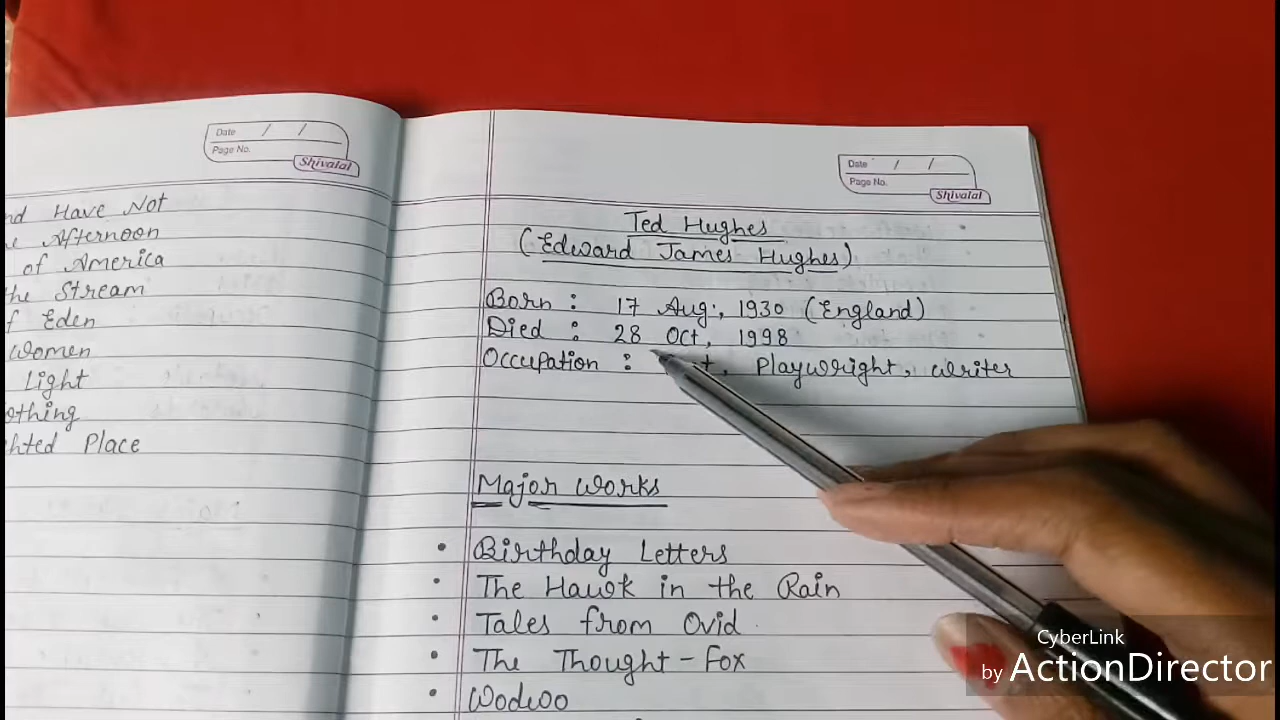 Date / /
Page No.
Shivalal
nd Have Not
e Afternoon
of America
the Stream
f Eden
Women
Light
othing
hted Place
Date / /
Page No.
Shivalal
Ted Hughes
(Edward James Hughes)
Born : 17 Aug., 1930 (England)
Died : 28 Oct, 1998
Occupation : , Playwright, Writer
Major Works
• Birthday Letters
• The Hawk in the Rain
• Tales from Ovid
• The Thought-Fox
• Wodwo
CyberLink
by ActionDirector